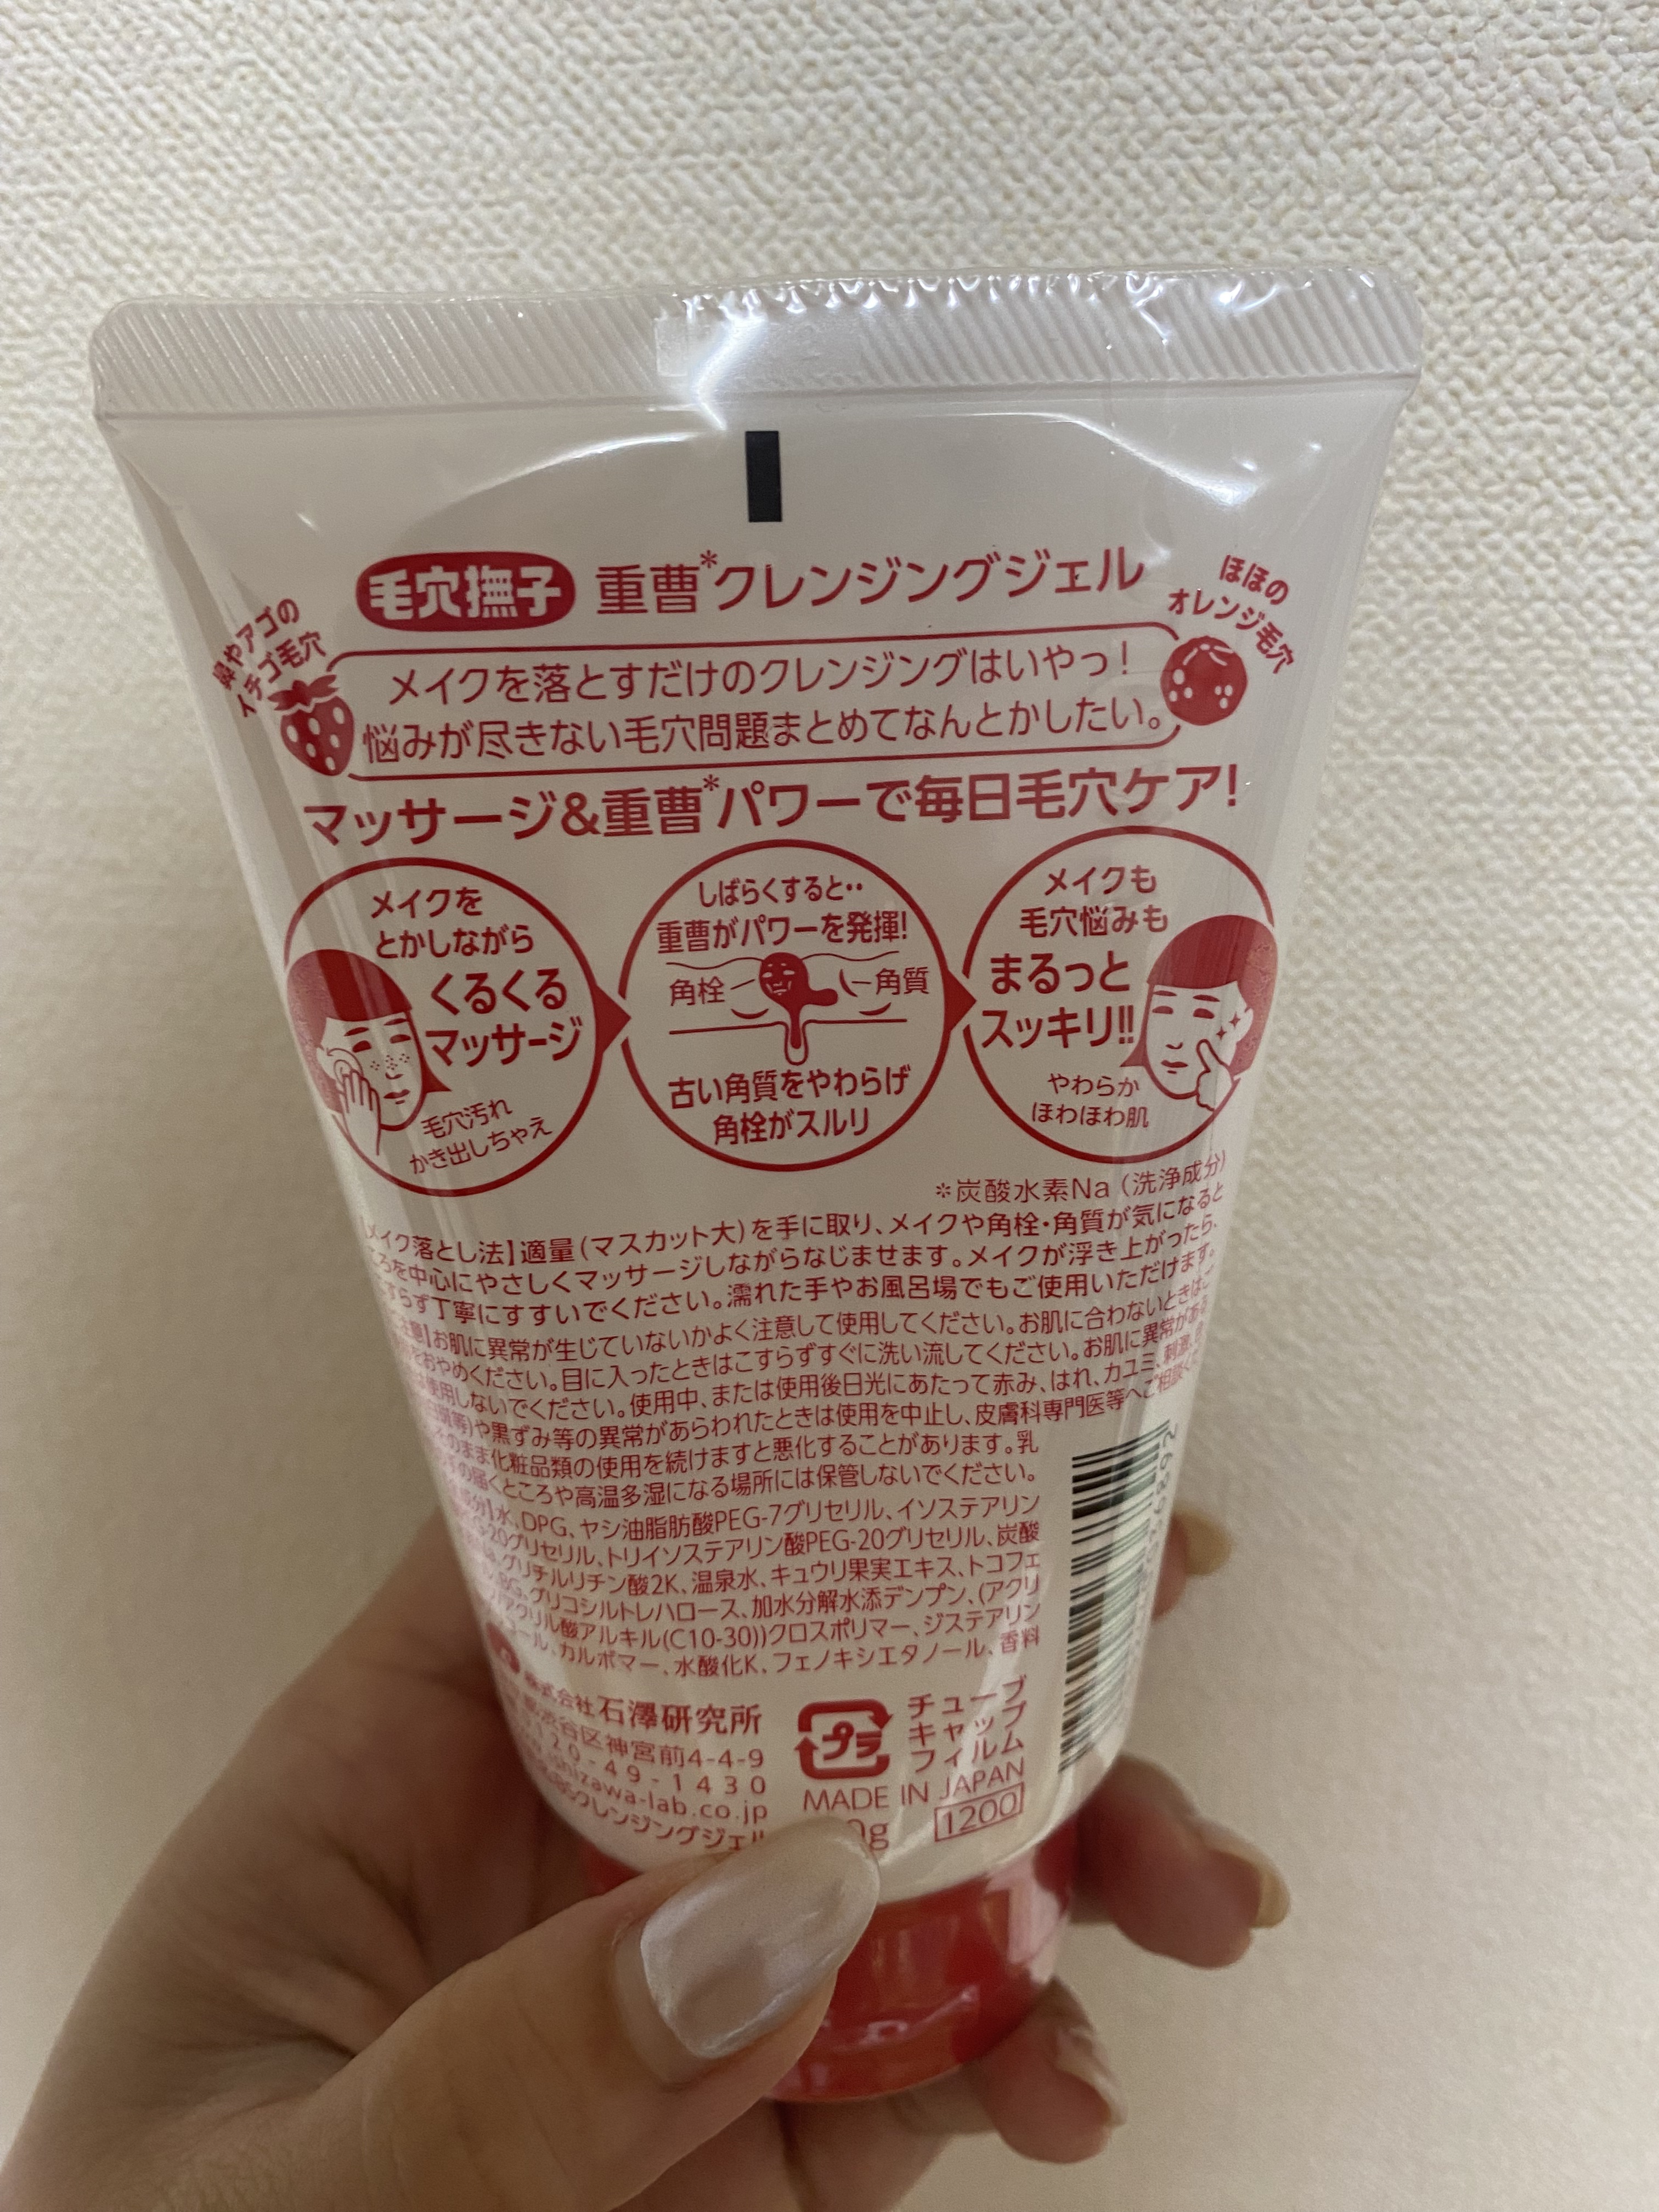 毛穴撫子 重曹*クレンジングジェル
鼻やアゴの
イチゴ毛穴
ほほの
オレンジ毛穴
メイクを落とすだけのクレンジングはいやっ!
悩みが尽きない毛穴問題まとめてなんとかしたい。
マッサージ&重曹*パワーで毎日毛穴ケア!
メイクを
とかしながら
くるくる
マッサージ
毛穴汚れ
かき出しちゃえ
しばらくすると‥
重曹がパワーを発揮!
角栓
角質
古い角質をやわらげ
角栓がスルリ
メイクも
毛穴悩みも
まるっと
スッキリ!!
やわらか
ほわほわ肌
*炭酸水素Na (洗浄成分)
メイク落とし法】適量(マスカット大)を手に取り、メイクや角栓・角質が気になると
ころを中心にやさしくマッサージしながらなじませます。メイクが浮き上がったら、
すらず丁寧にすすいでください。濡れた手やお風呂場でもご使用いただけます。
注意】お肌に異常が生じていないかよく注意して使用してください。お肌に合わないときはご
をおやめください。目に入ったときはこすらずすぐに洗い流してください。お肌に異常がある
使用しないでください。使用中、または使用後日光にあたって赤み、はれ、カユミ、刺激、
等)や黒ずみ等の異常があらわれたときは使用を中止し、皮膚科専門医等へご相談く
のまま化粧品類の使用を続けますと悪化することがあります。乳
の届くところや高温多湿になる場所には保管しないでください。
水、DPG、ヤシ油脂肪酸PEG-7グリセリル、イソステアリン
-20グリセリル、トリイソステアリン酸PEG-20グリセリル、炭酸
グリチルリチン酸2K、温泉水、キュウリ果実エキス、トコフェ
BG、グリコシルトレハロース、加水分解水添デンプン、(アクリ
アクリル酸アルキル(C10-30))クロスポリマー、ジステアリン
ール、カルボマー、水酸化K、フェノキシエタノール、香料
株式会社 石澤研究所
渋谷区神宮前4-4-9
0120-49-1430
ishizawa-lab.co.jp
クレンジングジェル
プラ
チューブ
キャップ
フィルム
MADE IN JAPAN
0g
1200